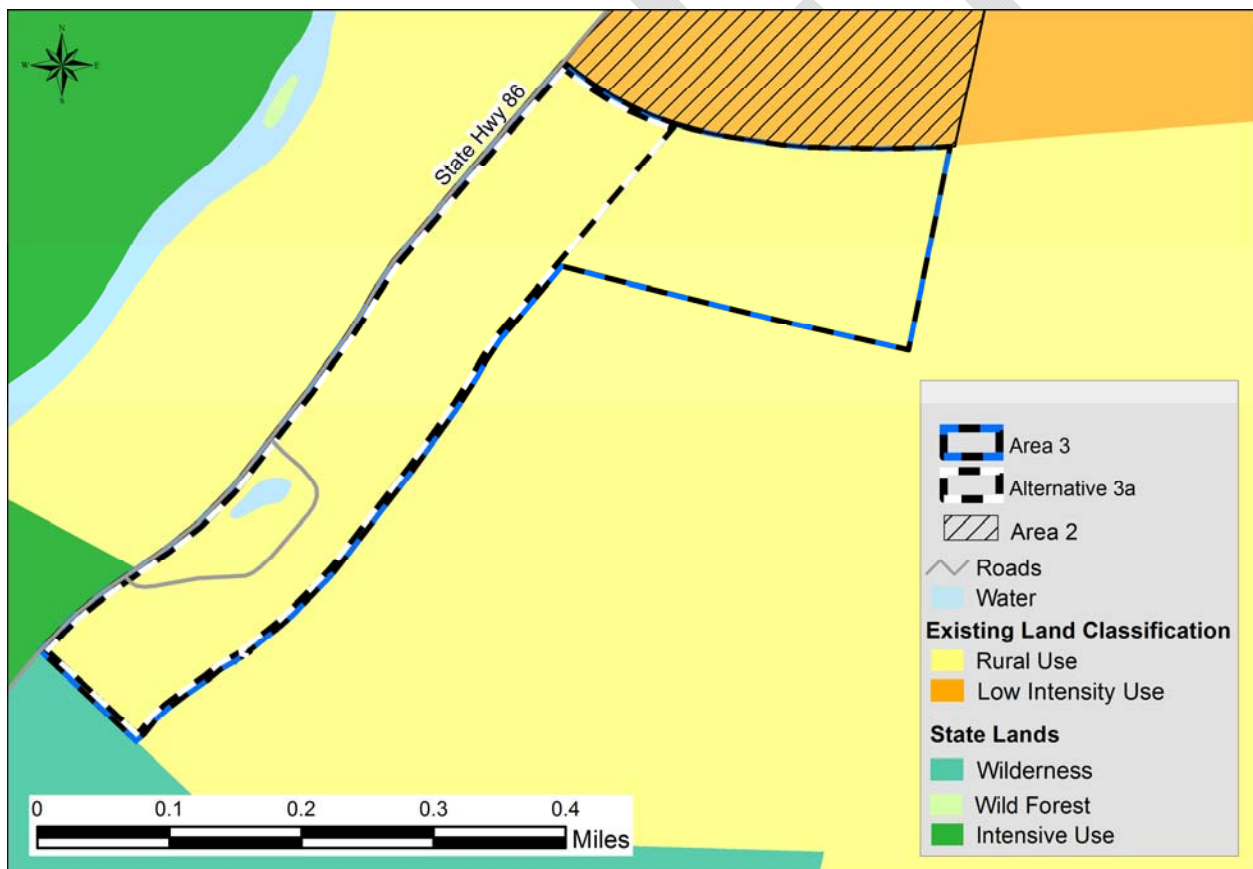 N
W E
S
State Hwy 86
Area 3
Alternative 3a
Area 2
Roads
Water
Existing Land Classification
Rural Use
Low Intensity Use
State Lands
Wilderness
Wild Forest
Intensive Use
0 0.1 0.2 0.3 0.4
Miles